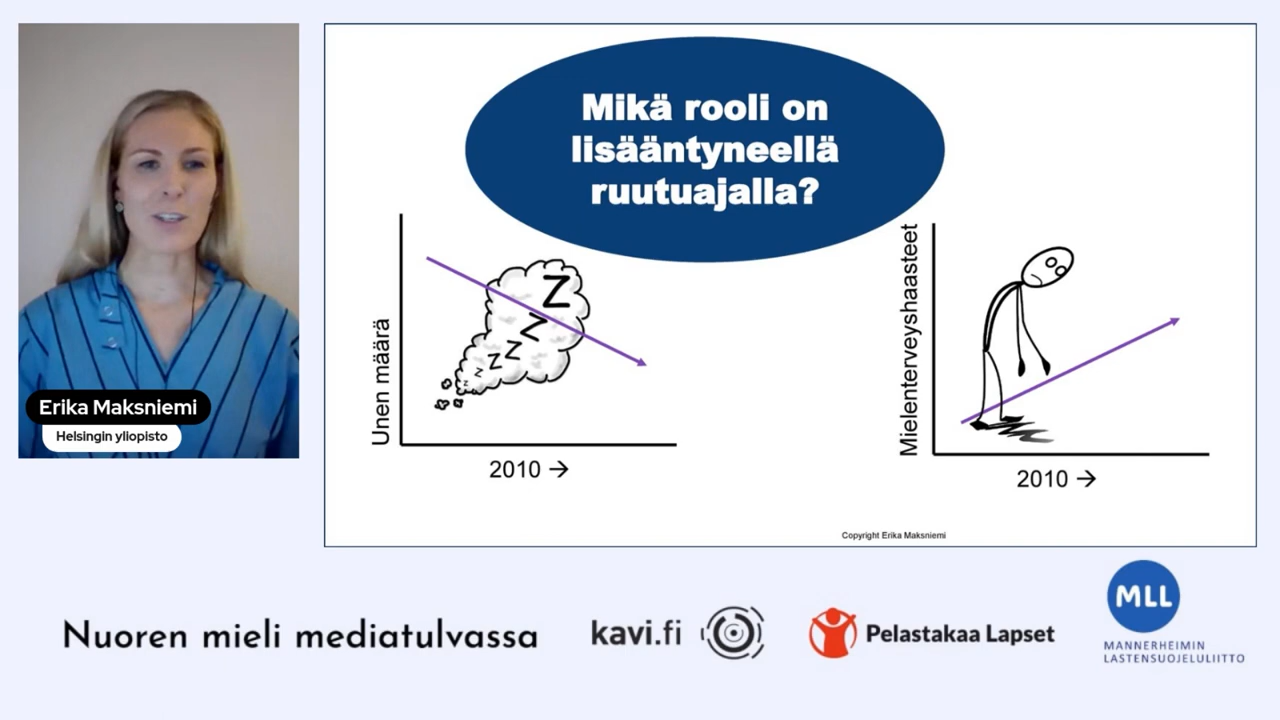 Mikä rooli on
lisääntyneellä
ruutuajalla?
Unen määrä
Z
Z
Z
Z
Z
Z
2010 →
Mielenterveyshaasteet
2010 →
Copyright Erika Maksniemi
Erika Maksniemi
Helsingin yliopisto
Nuoren mieli mediatulvassa
kavi.fi
Pelastakaa Lapset
MLL
MANNERHEIMIN
LASTENSUOJELULIITTO